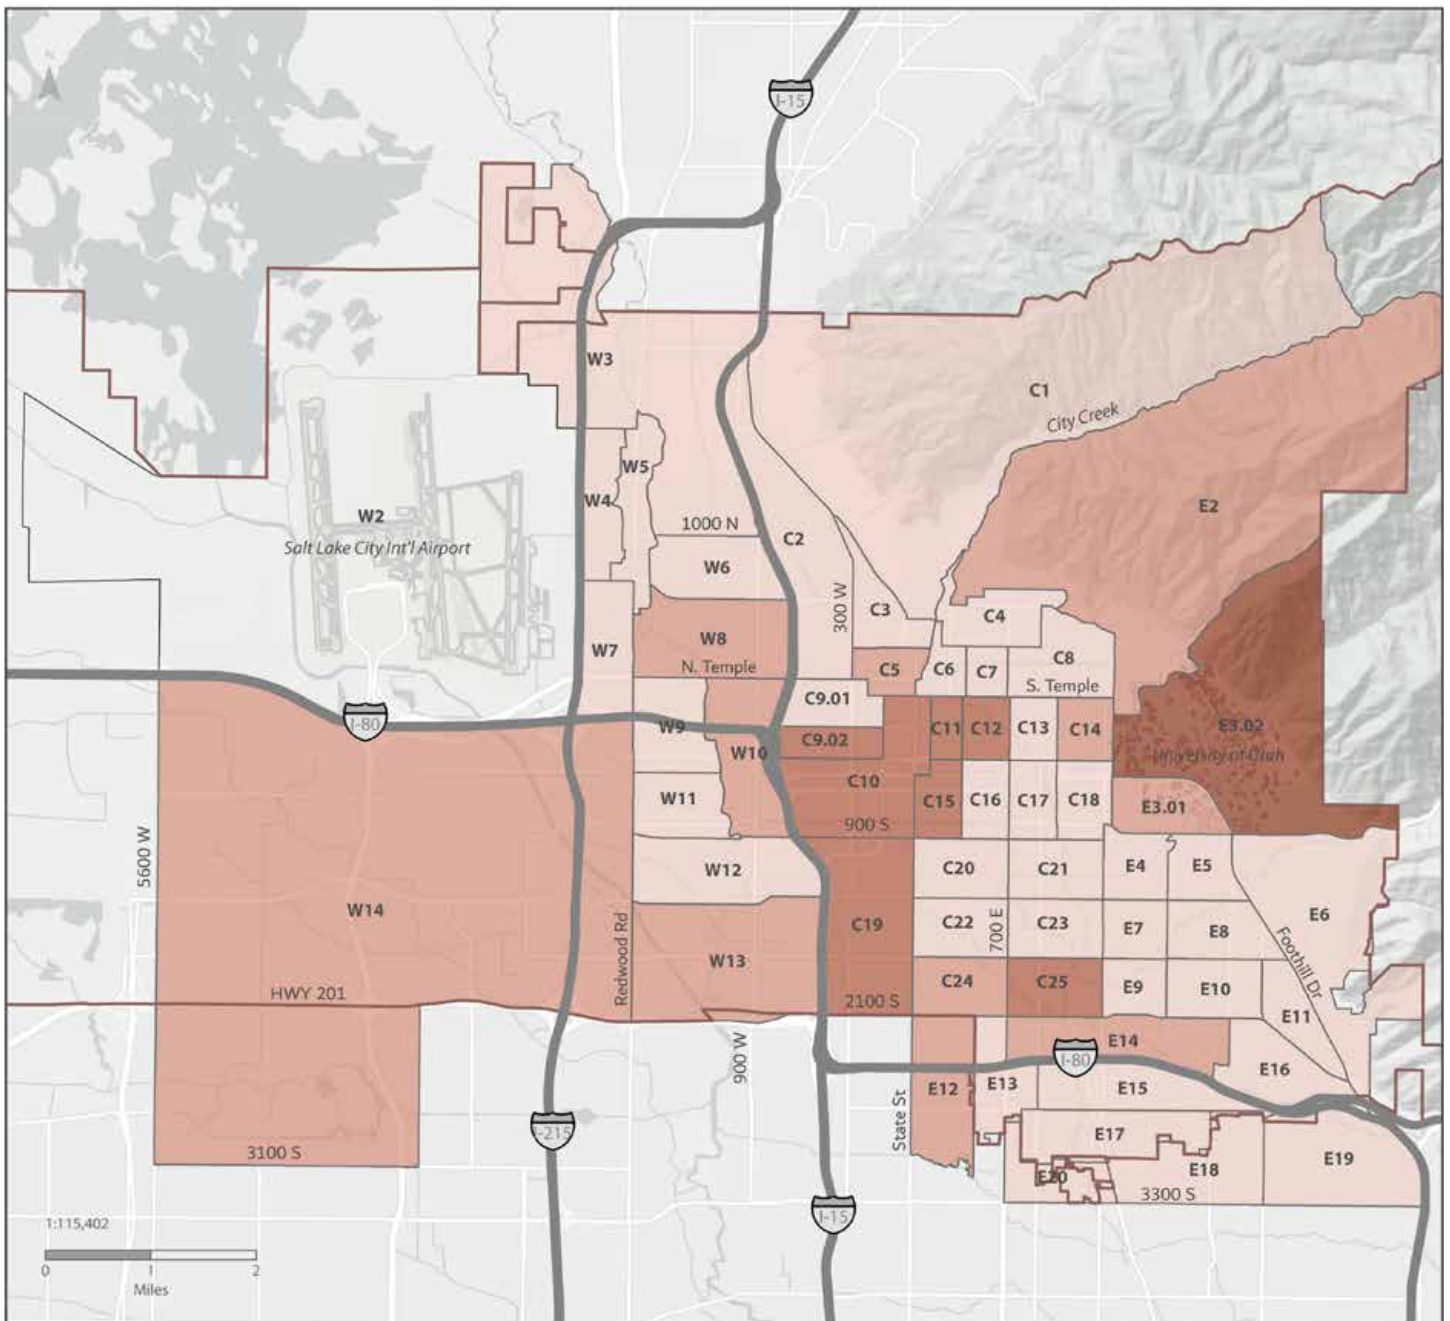 I-15
W3
C1
City Creek
W5
W4
E2
W2
1000 N
Salt Lake City Int'l Airport
C2
W6
300 W
C3
C4
W8
W7
N. Temple
C5
C6
C7
C8
S. Temple
C9.01
I-80
W9
C11
C12
C13
C14
E3.02
University of Utah
C9.02
W10
C10
W11
C15
C16
C17
C18
E3.01
900 S
5600 W
W12
C20
C21
E4
E5
W14
Redwood Rd
C19
C22
700 E
C23
E7
E8
E6
Foothill Dr
W13
C24
C25
E9
E10
HWY 201
2100 S
E11
900 W
E14
I-80
E16
State St
E12
E13
E15
I-215
E17
3100 S
E20
E18
E19
3300 S
I-15
1:115,402
0 1 2
Miles